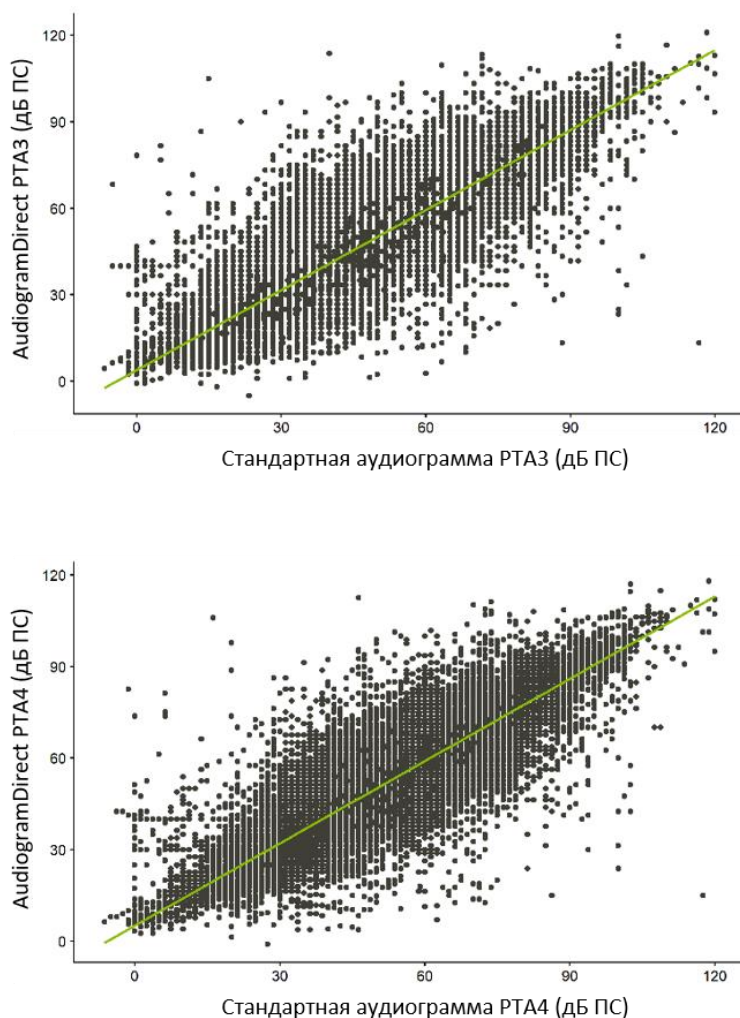 AudiogramDirect PTA3 (дБ ПС)
120
90
60
30
0
0 30 60 90 120
Стандартная аудиограмма PTA3 (дБ ПС)
AudiogramDirect PTA4 (дБ ПС)
120
90
60
30
0
0 30 60 90 120
Стандартная аудиограмма PTA4 (дБ ПС)